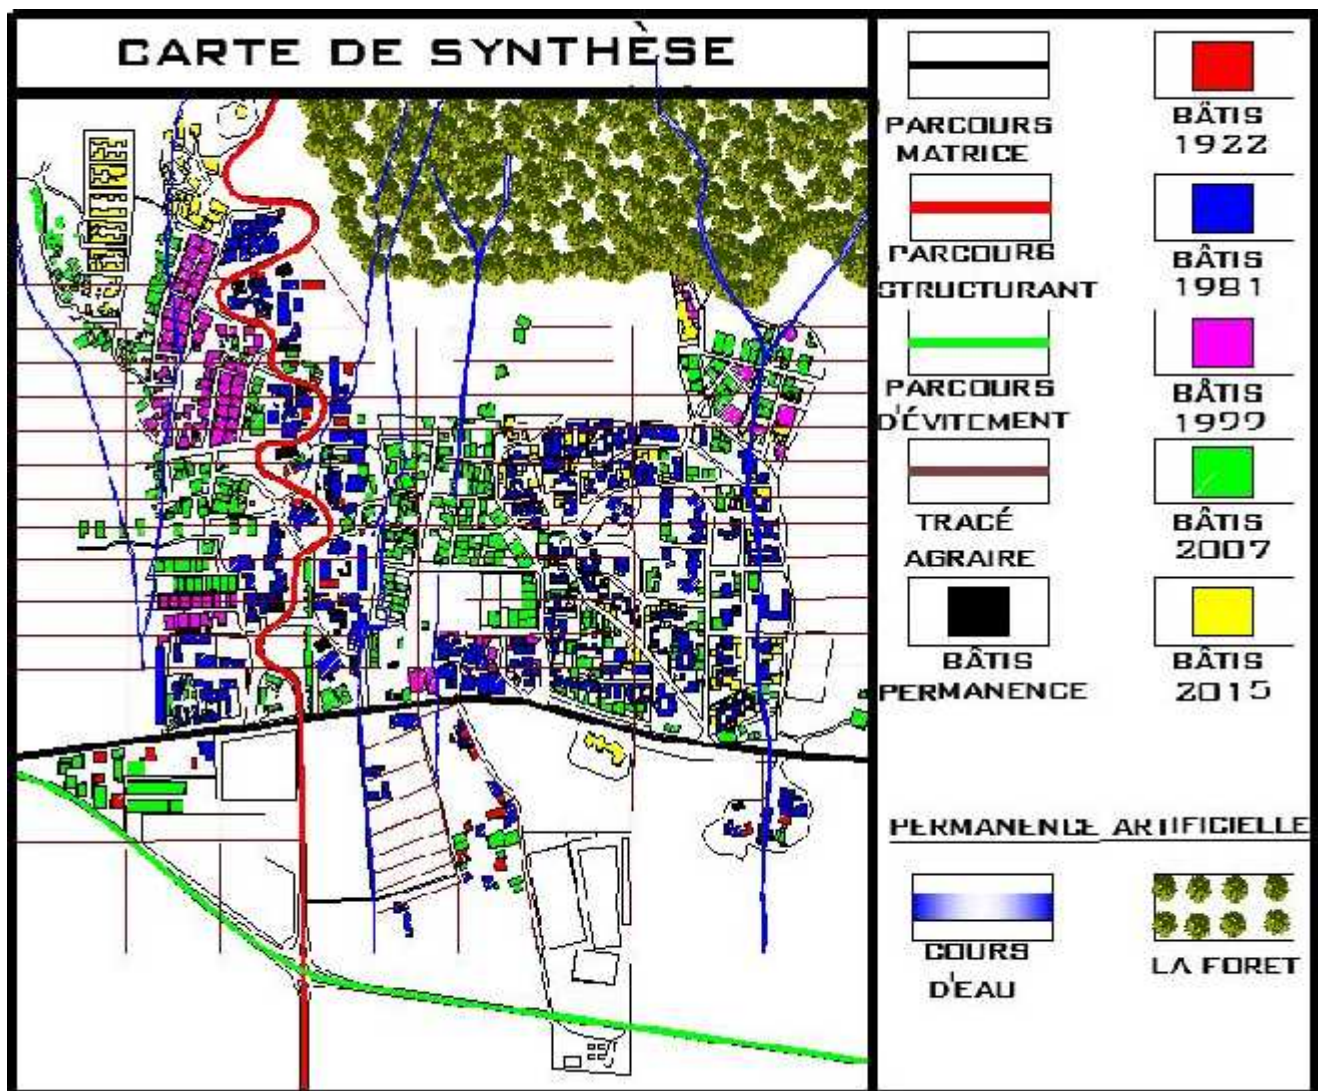 CARTE DE SYNTHÈSE
PARCOURS
MATRICE
PARCOURS
STRUCTURANT
PARCOURS
D'ÉVITEMENT
TRACÉ
AGRAIRE
BÂTIS
PERMANENCE
BÂTIS
1922
BÂTIS
1981
BÂTIS
1999
BÂTIS
2007
BÂTIS
2015
PERMANENCE ARTIFICIELLE
COURS
D'EAU
LA FORET